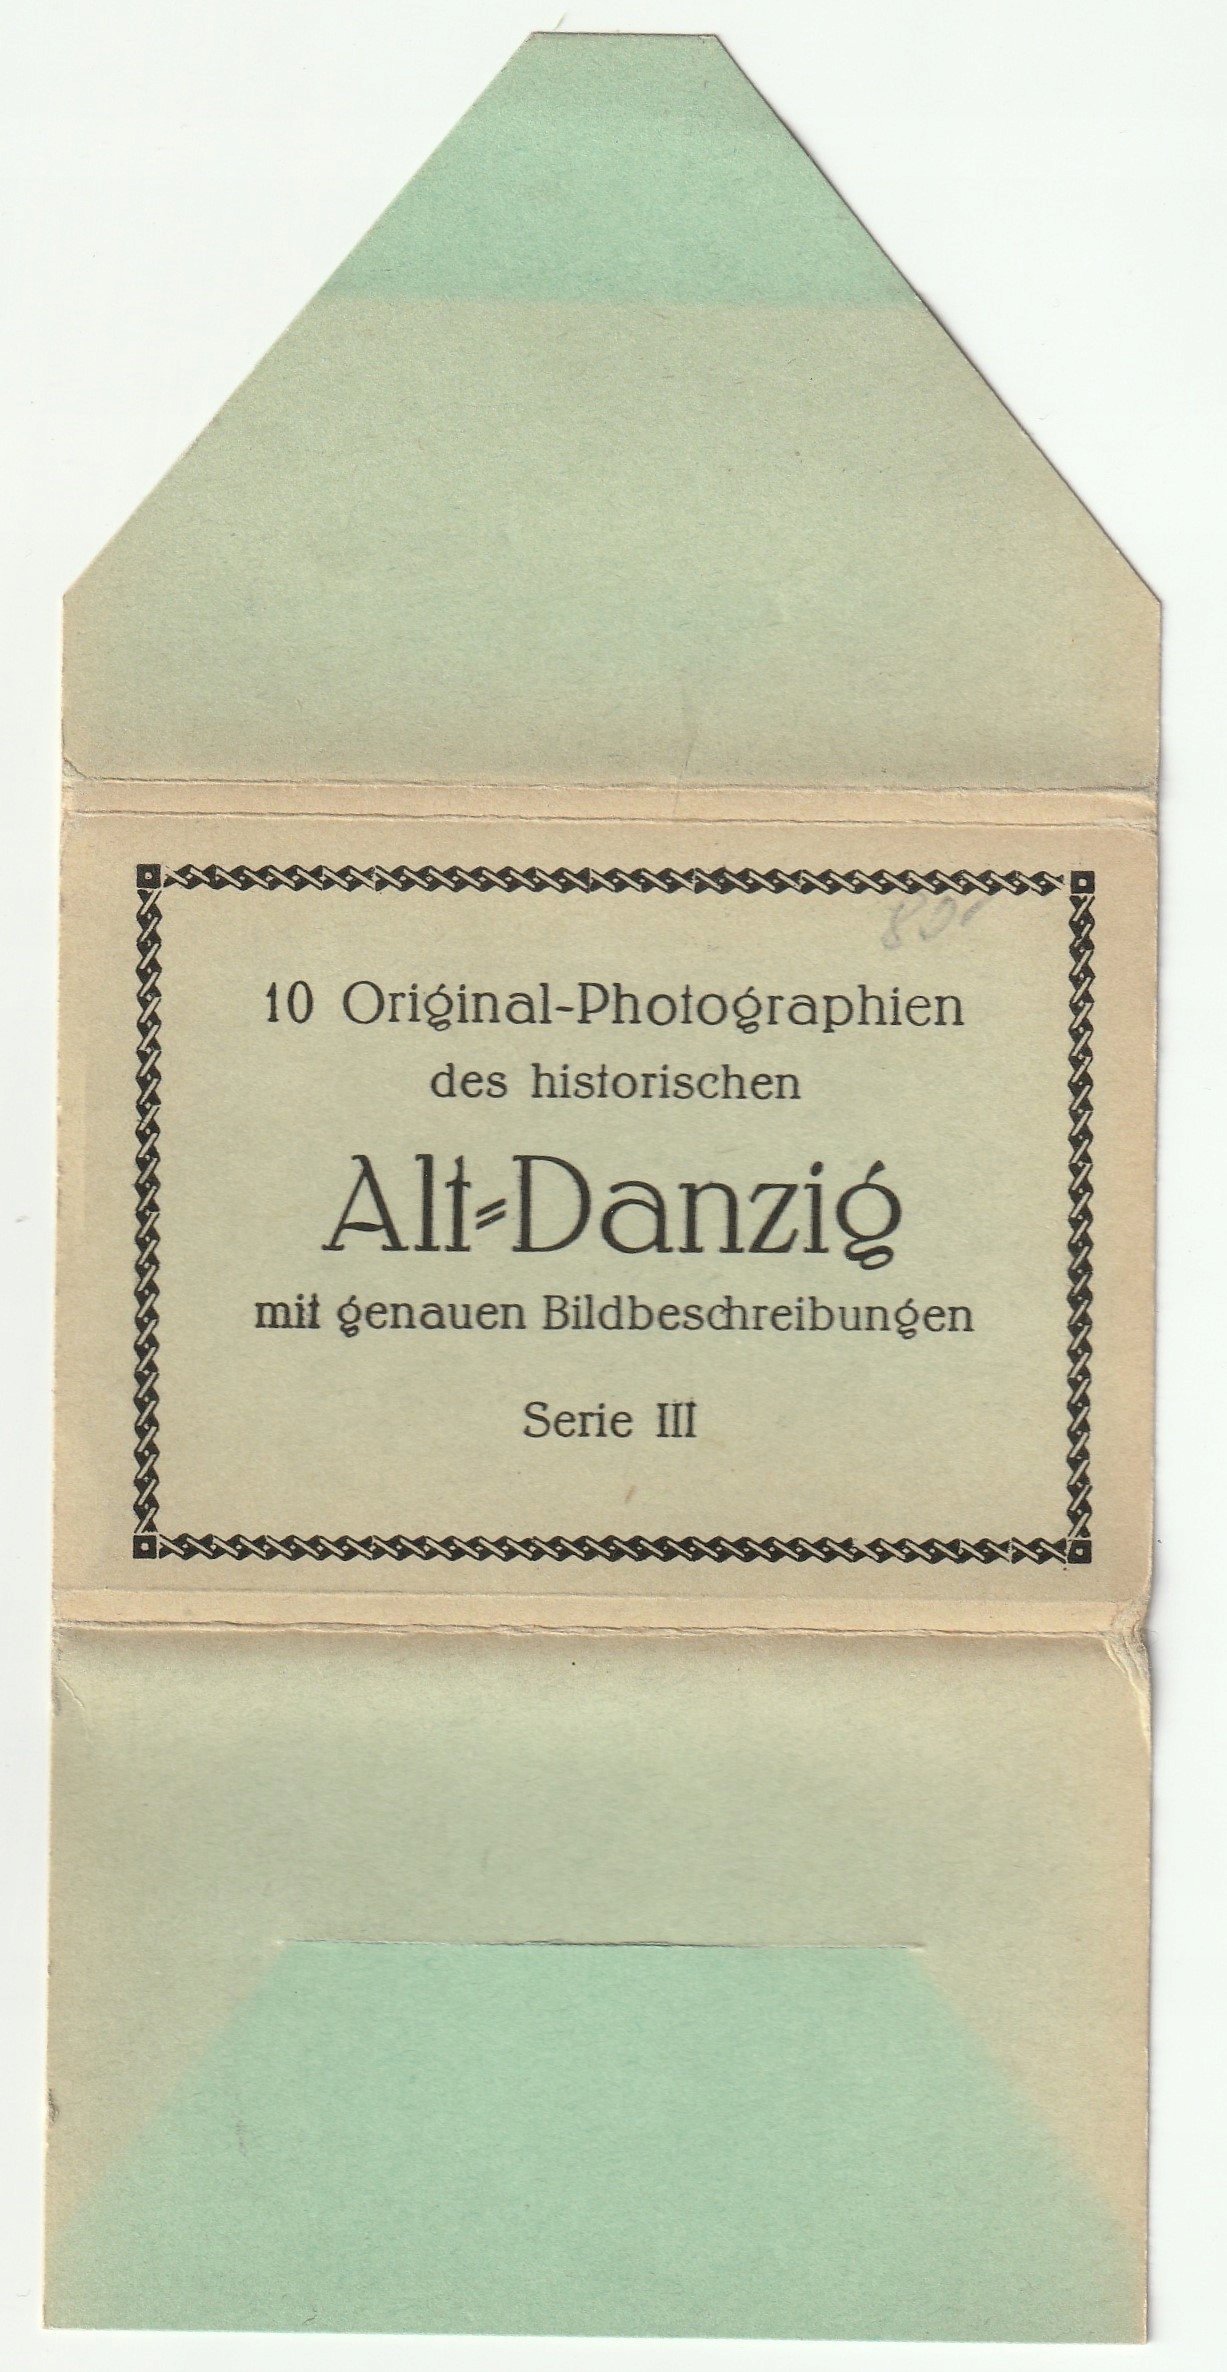 10 Original-Photographien
des historischen
Alt=Danzig
mit genauen Bildbeschreibungen
Serie III